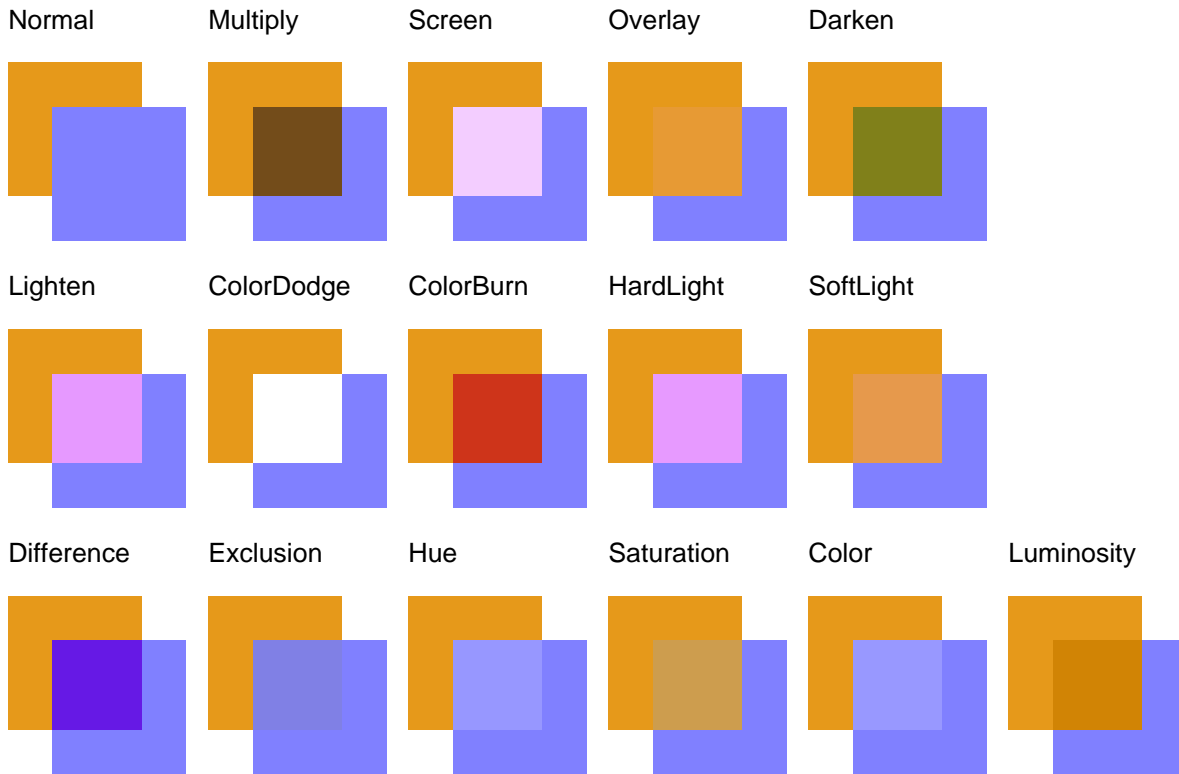 Normal Multiply Screen Overlay Darken
Lighten ColorDodge ColorBurn HardLight SoftLight
Difference Exclusion Hue Saturation Color Luminosity